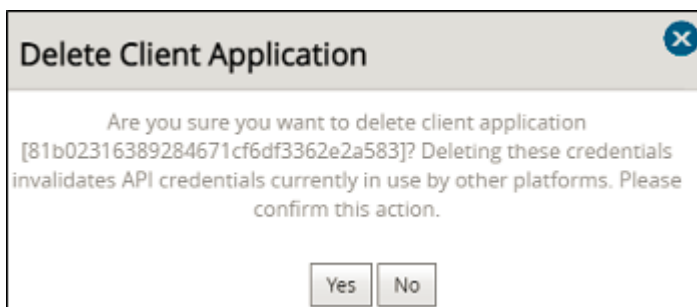 Delete Client Application
Are you sure you want to delete client application
[81b02316389284671cf6df3362e2a583]? Deleting these credentials
invalidates API credentials currently in use by other platforms. Please
confirm this action.
Yes No